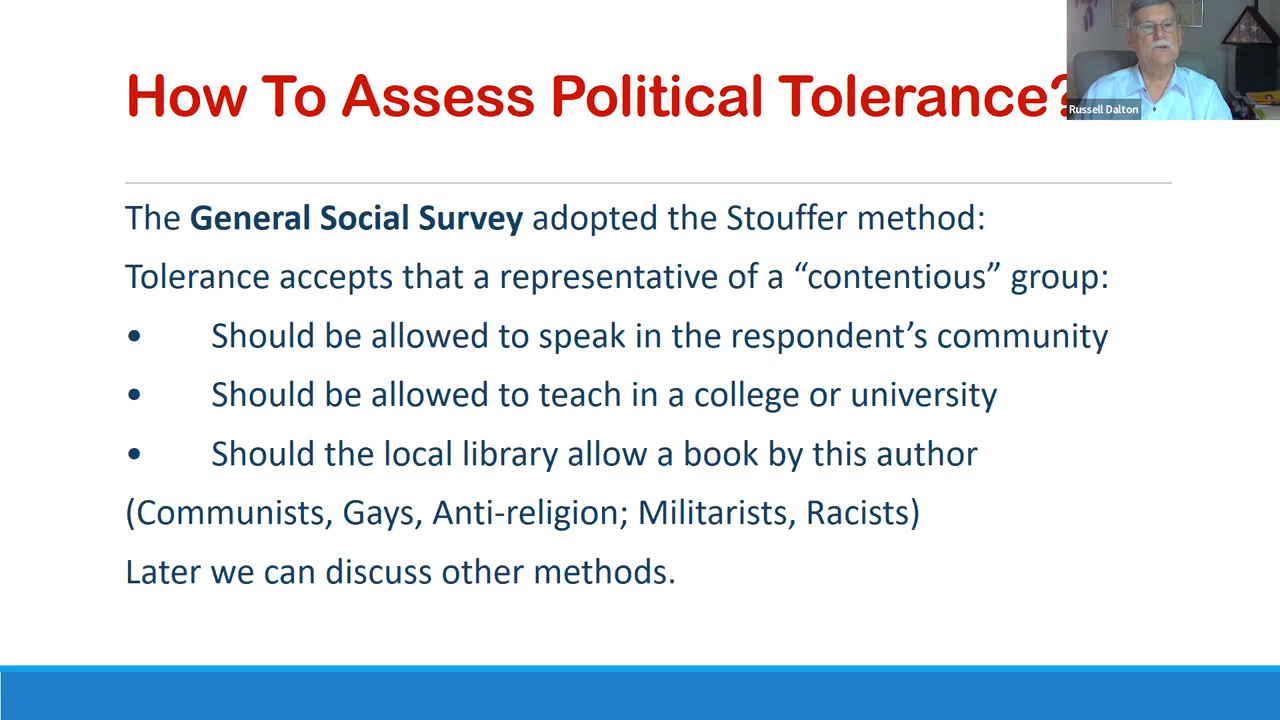 How To Assess Political Tolerance?
Russell Dalton
The General Social Survey adopted the Stouffer method:
Tolerance accepts that a representative of a “contentious” group:
• Should be allowed to speak in the respondent’s community
• Should be allowed to teach in a college or university
• Should the local library allow a book by this author
(Communists, Gays, Anti-religion; Militarists, Racists)
Later we can discuss other methods.